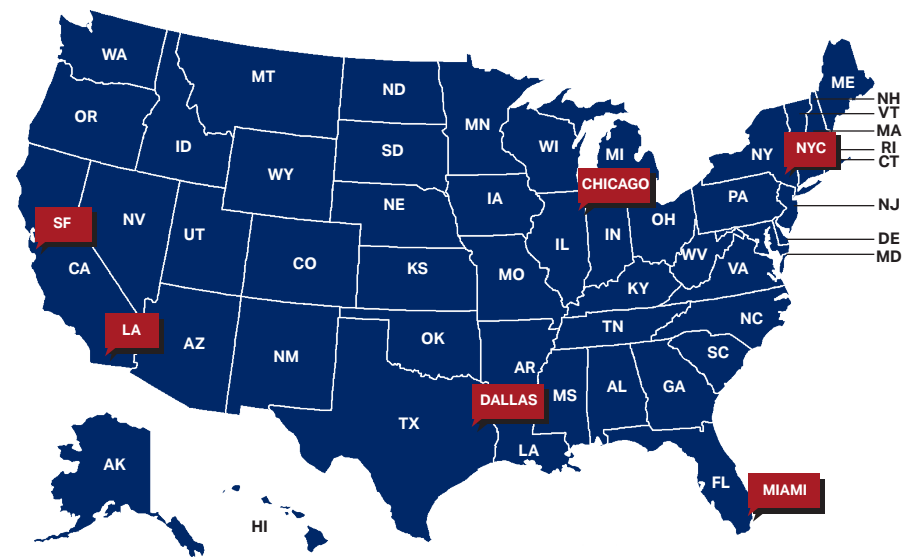 WA
MT
ND
MN
ME
NH
VT
MA
RI
CT
OR
ID
SD
WI
MI
NY
NYC
WY
CHICAGO
NE
IA
PA
NJ
SF
NV
UT
OH
IL
IN
DE
MD
CA
CO
KS
MO
WV
VA
KY
LA
AZ
NM
OK
TN
NC
AR
SC
DALLAS
MS
AL
GA
TX
LA
AK
FL
MIAMI
HI